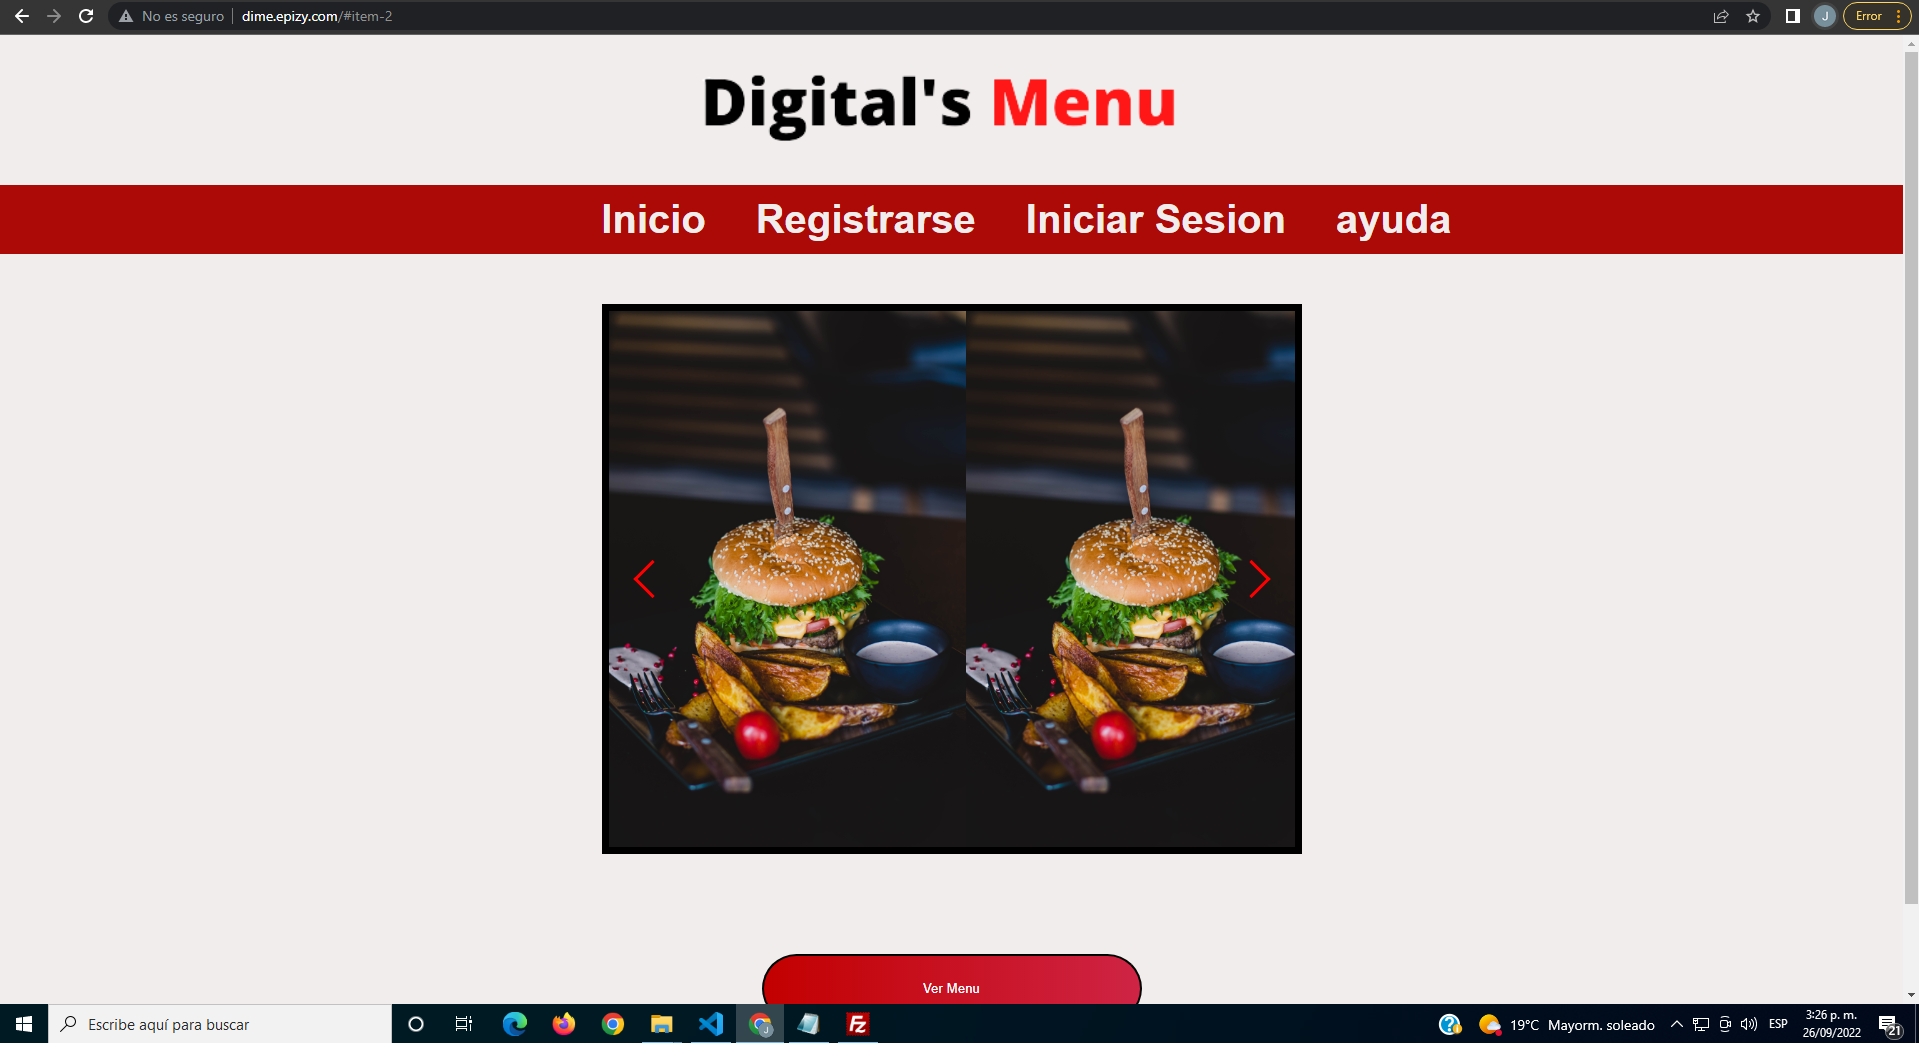 No es seguro
dime.epizy.com/#item-2
J
Error
Digital's Menu
Inicio Registrarse Iniciar Sesion ayuda
Ver Menu
Escribe aquí para buscar
J
Fz
19°C Mayorm. soleado
ESP
3:26 p. m.
26/09/2022
21